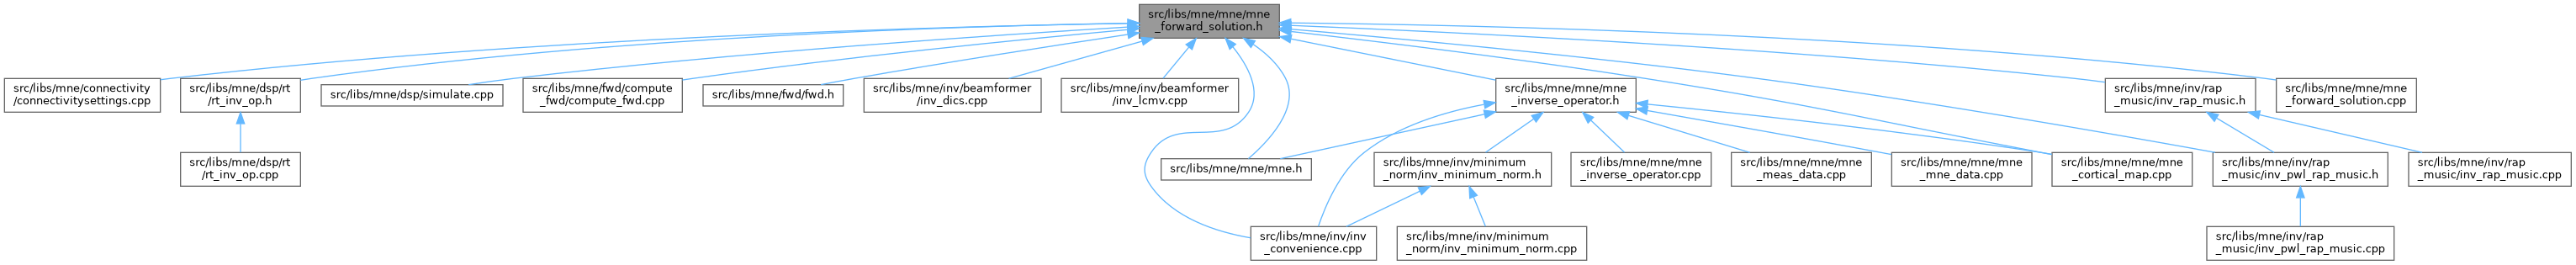 src/libs/mne/mne/mne
_forward_solution.h
src/libs/mne/connectivity
/connectivitysettings.cpp
src/libs/mne/dsp/rt
/rt_inv_op.h
src/libs/mne/dsp/simulate.cpp
src/libs/mne/fwd/compute
_fwd/compute_fwd.cpp
src/libs/mne/fwd/fwd.h
src/libs/mne/inv/beamformer
/inv_dics.cpp
src/libs/mne/inv/beamformer
/inv_lcmv.cpp
src/libs/mne/mne/mne
_inverse_operator.h
src/libs/mne/inv/rap
_music/inv_rap_music.h
src/libs/mne/mne/mne
_forward_solution.cpp
src/libs/mne/dsp/rt
/rt_inv_op.cpp
src/libs/mne/mne/mne.h
src/libs/mne/inv/minimum
_norm/inv_minimum_norm.h
src/libs/mne/mne/mne
_inverse_operator.cpp
src/libs/mne/mne/mne
_meas_data.cpp
src/libs/mne/mne/mne
_mne_data.cpp
src/libs/mne/mne/mne
_cortical_map.cpp
src/libs/mne/inv/rap
_music/inv_pwl_rap_music.h
src/libs/mne/inv/rap
_music/inv_rap_music.cpp
src/libs/mne/inv/inv
_convenience.cpp
src/libs/mne/inv/minimum
_norm/inv_minimum_norm.cpp
src/libs/mne/inv/rap
_music/inv_pwl_rap_music.cpp